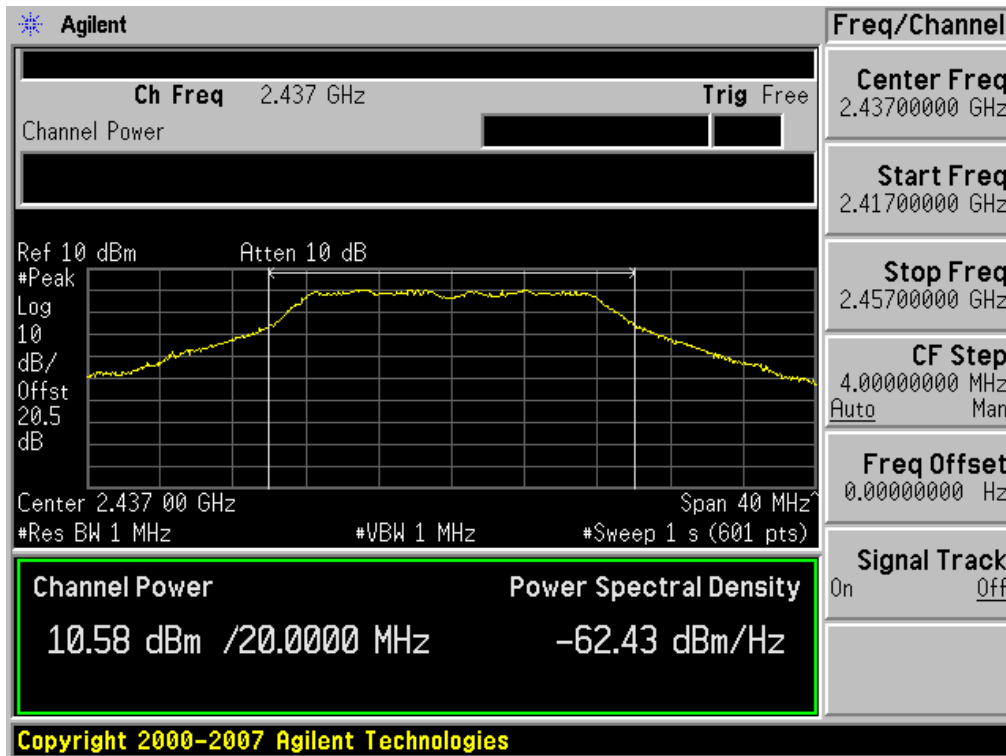 Agilent
Freq/Channel
Ch Freq 2.437 GHz Trig Free
Channel Power
Center Freq
2.43700000 GHz
Start Freq
2.41700000 GHz
Stop Freq
2.45700000 GHz
CF Step
4.00000000 MHz
Auto Man
Freq Offset
0.00000000 Hz
Signal Track
On Off
Ref 10 dBm Atten 10 dB
#Peak
Log
10
dB/
Offst
20.5
dB
Center 2.437 00 GHz Span 40 MHz^
#Res BW 1 MHz #VBW 1 MHz #Sweep 1 s (601 pts)
Channel Power Power Spectral Density
10.58 dBm /20.0000 MHz -62.43 dBm/Hz
Copyright 2000-2007 Agilent Technologies